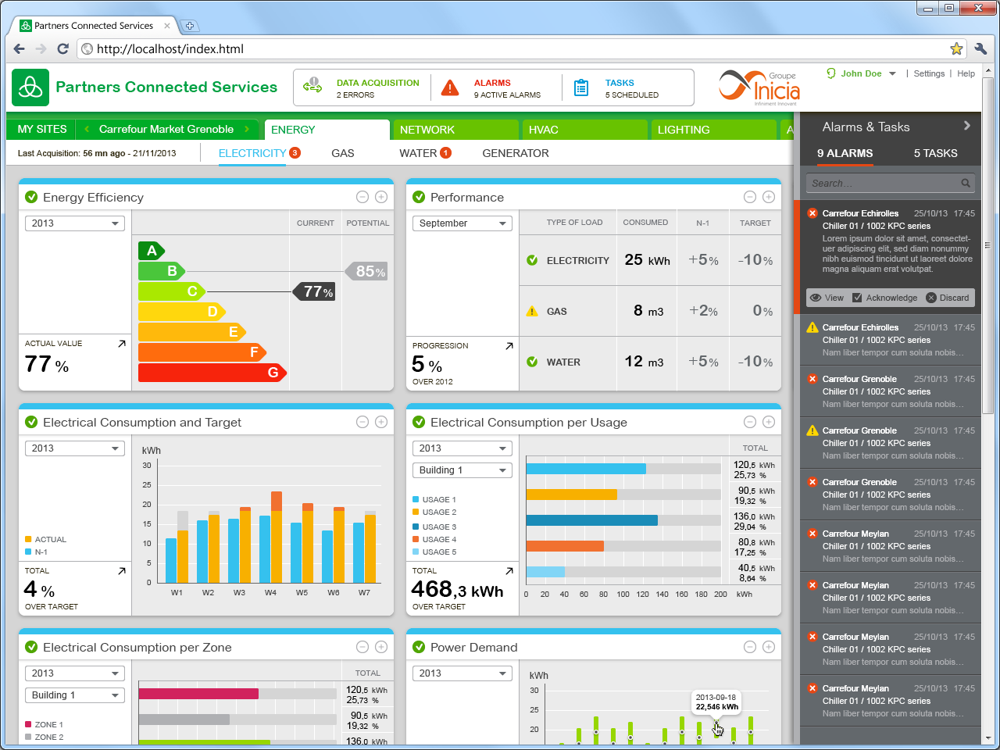 Partners Connected Services
http://localhost/index.html
Partners Connected Services
DATA ACQUISITION
2 ERRORS
ALARMS
9 ACTIVE ALARMS
TASKS
5 SCHEDULED
Groupe
Inicia
Infiniment Innovant
John Doe
| Settings | Help
MY SITES
Carrefour Market Grenoble
ENERGY
NETWORK
HVAC
LIGHTING
A
Last Acquisition: 56 mn ago - 21/11/2013
ELECTRICITY 3
GAS
WATER 1
GENERATOR
Energy Efficiency
2013
CURRENT
POTENTIAL
A
B
85%
C
77%
D
E
F
G
ACTUAL VALUE
77 %
Performance
September
TYPE OF LOAD
CONSUMED
N-1
TARGET
ELECTRICITY
25 kWh
+5%
-10%
GAS
8 m3
+2%
0%
WATER
12 m3
+5%
-10%
PROGRESSION
5 %
OVER 2012
Electrical Consumption and Target
2013
kWh
30
25
20
15
10
5
0
W1 W2 W3 W4 W5 W6 W7
ACTUAL
N-1
TOTAL
4 %
OVER TARGET
Electrical Consumption per Usage
2013
Building 1
USAGE 1
USAGE 2
USAGE 3
USAGE 4
USAGE 5
TOTAL
120,5 kWh
25,73 %
90,5 kWh
19,32 %
136,0 kWh
29,04 %
80,8 kWh
17,25 %
40,5 kWh
8,64 %
0 20 40 60 80 100 120 140 160 180 200 kWh
TOTAL
468,3 kWh
OVER TARGET
Electrical Consumption per Zone
2013
Building 1
ZONE 1
ZONE 2
TOTAL
120,5 kWh
25,73 %
90,5 kWh
19,32 %
136,0 kWh
Power Demand
2013
kWh
30
25
20
2013-09-18
22,546 kWh
Alarms & Tasks
9 ALARMS
5 TASKS
Search...
Carrefour Echirolles 25/10/13 17:45
Chiller 01 / 1002 KPC series
Lorem ipsum dolor sit amet, consectet-
uer adipiscing elit, sed diam nonummy
nibh euismod tincidunt ut laoreet dolore
magna aliquam erat volutpat.
View
Acknowledge
Discard
Carrefour Echirolles 25/10/13 17:45
Chiller 01 / 1002 KPC series
Nam liber tempor cum soluta nobis...
Carrefour Grenoble 25/10/13 17:45
Chiller 01 / 1002 KPC series
Nam liber tempor cum soluta nobis...
Carrefour Grenoble 25/10/13 17:45
Chiller 01 / 1002 KPC series
Nam liber tempor cum soluta nobis...
Carrefour Grenoble 25/10/13 17:45
Chiller 01 / 1002 KPC series
Nam liber tempor cum soluta nobis...
Carrefour Meylan 25/10/13 17:45
Chiller 01 / 1002 KPC series
Nam liber tempor cum soluta nobis...
Carrefour Meylan 25/10/13 17:45
Chiller 01 / 1002 KPC series
Nam liber tempor cum soluta nobis...
Carrefour Meylan 25/10/13 17:45
Chiller 01 / 1002 KPC series
Nam liber tempor cum soluta nobis...
Carrefour Meylan 25/10/13 17:45
Chiller 01 / 1002 KPC series
Nam liber tempor cum soluta nobis...